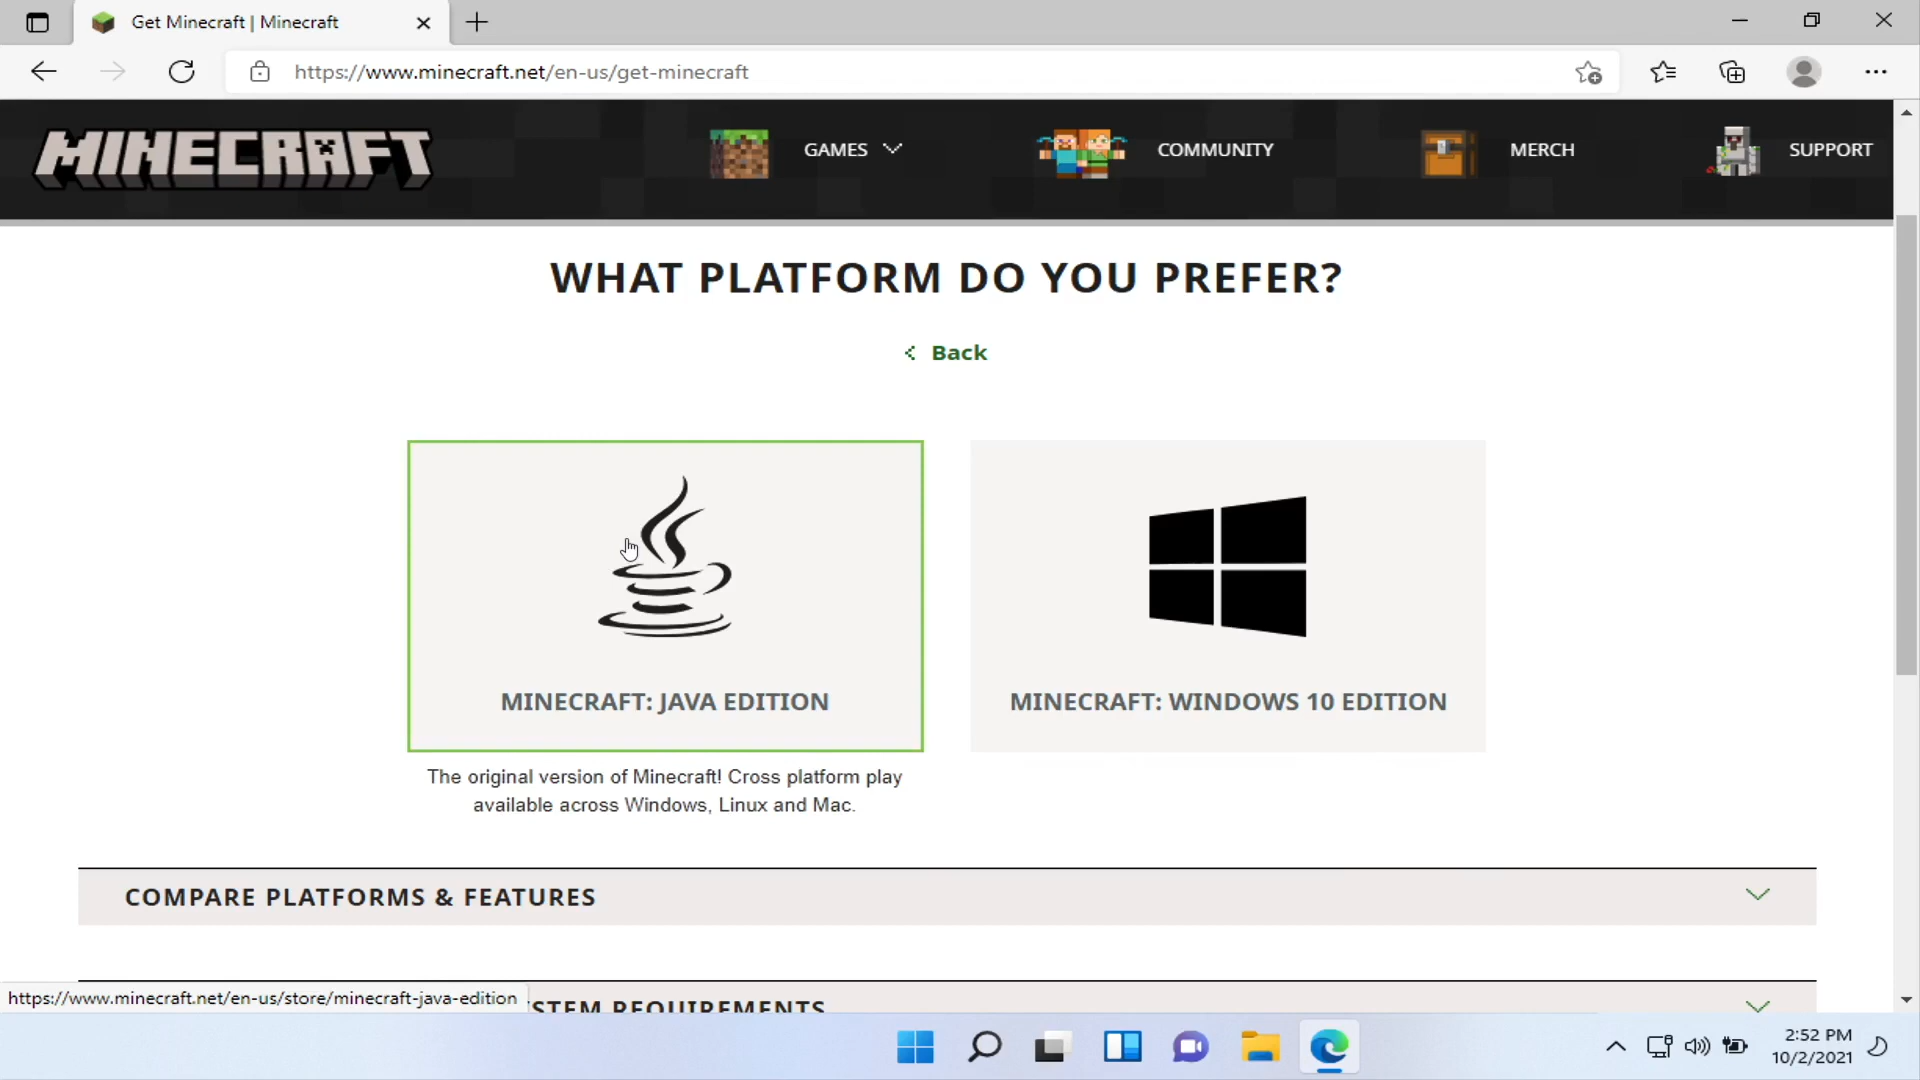 Get Minecraft | Minecraft
https://www.minecraft.net/en-us/get-minecraft
MINECRAFT
GAMES
COMMUNITY
MERCH
SUPPORT
WHAT PLATFORM DO YOU PREFER?
Back
MINECRAFT: JAVA EDITION
MINECRAFT: WINDOWS 10 EDITION
The original version of Minecraft! Cross platform play
available across Windows, Linux and Mac.
COMPARE PLATFORMS & FEATURES
STEM REQUIREMENTS
https://www.minecraft.net/en-us/store/minecraft-java-edition
2:52 PM
10/2/2021